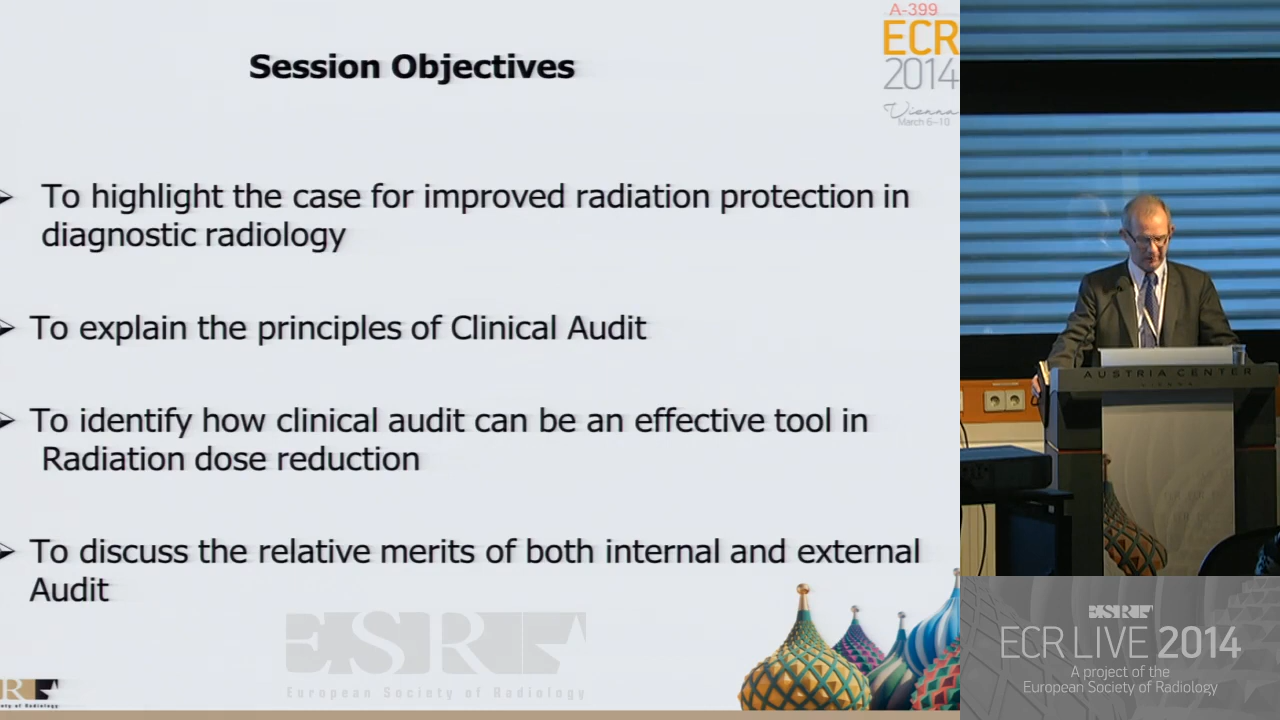 A-399
ECR
2014
Vienna
March 6–10
Session Objectives
To highlight the case for improved radiation protection in
diagnostic radiology
To explain the principles of Clinical Audit
To identify how clinical audit can be an effective tool in
Radiation dose reduction
To discuss the relative merits of both internal and external
Audit
ESR
European Society of Radiology
AUSTRIA CENTER
ESR
ECR LIVE 2014
A project of the
European Society of Radiology